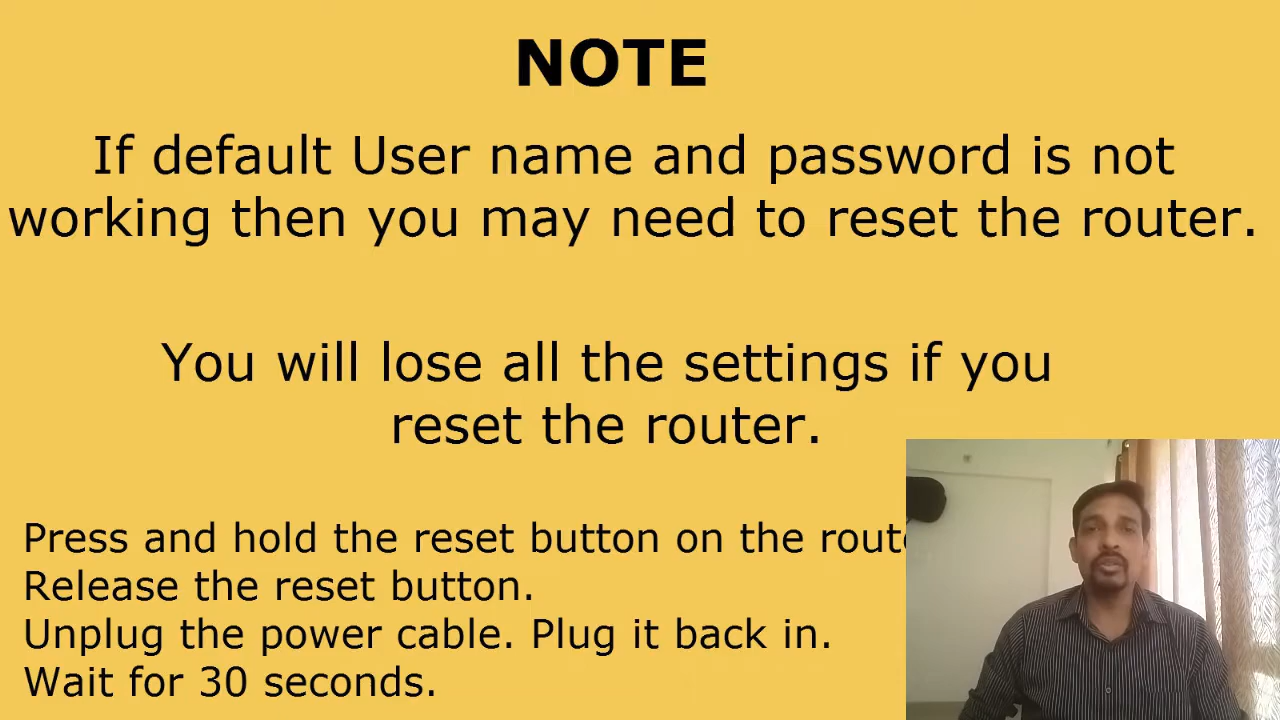 NOTE
If default User name and password is not
working then you may need to reset the router.
You will lose all the settings if you
reset the router.
Press and hold the reset button on the
Release the reset button.
Unplug the power cable. Plug it back in.
Wait for 30 seconds.